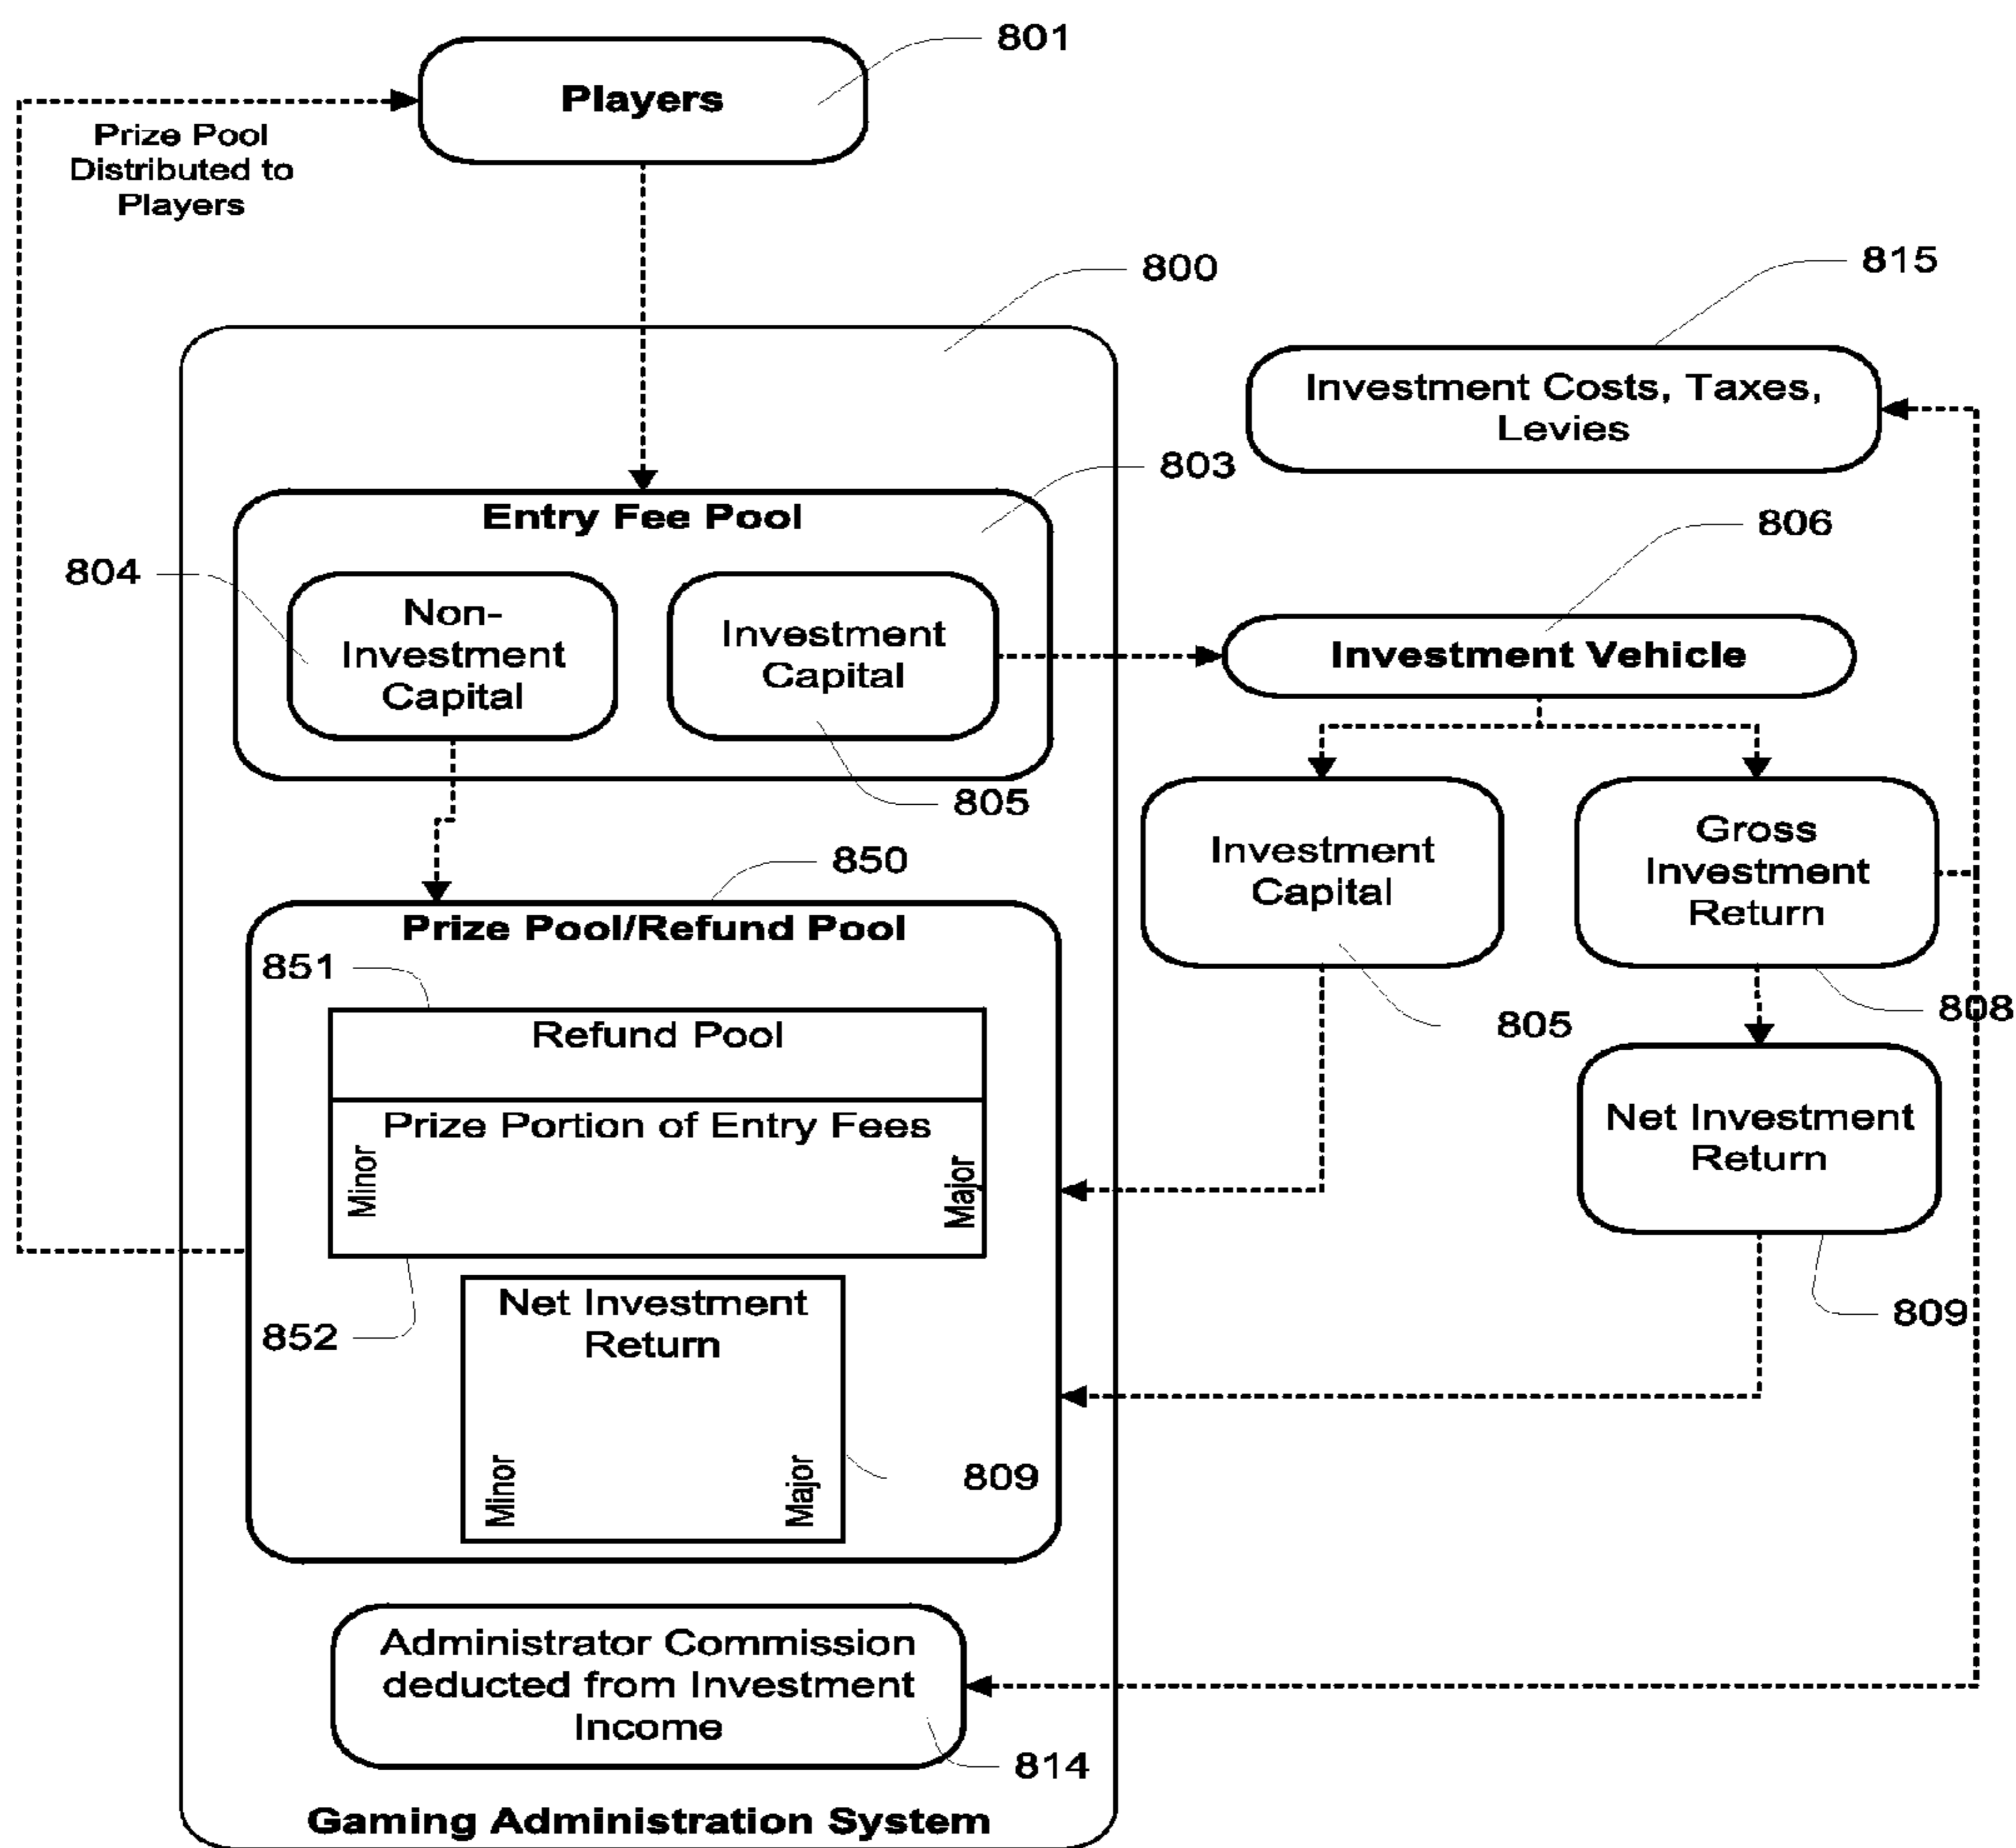 801
Players
Prize Pool
Distributed to
Players
800
815
Investment Costs, Taxes,
Levies
803
Entry Fee Pool
806
804
Non-
Investment
Capital
Investment
Capital
Investment Vehicle
805
850
Investment
Capital
Gross
Investment
Return
Prize Pool/Refund Pool
851
808
805
Refund Pool
Prize Portion of Entry Fees
Minor
Major
Net Investment
Return
852
Net Investment
Return
809
Minor
Major
809
Administrator Commission
deducted from Investment
Income
814
Gaming Administration System